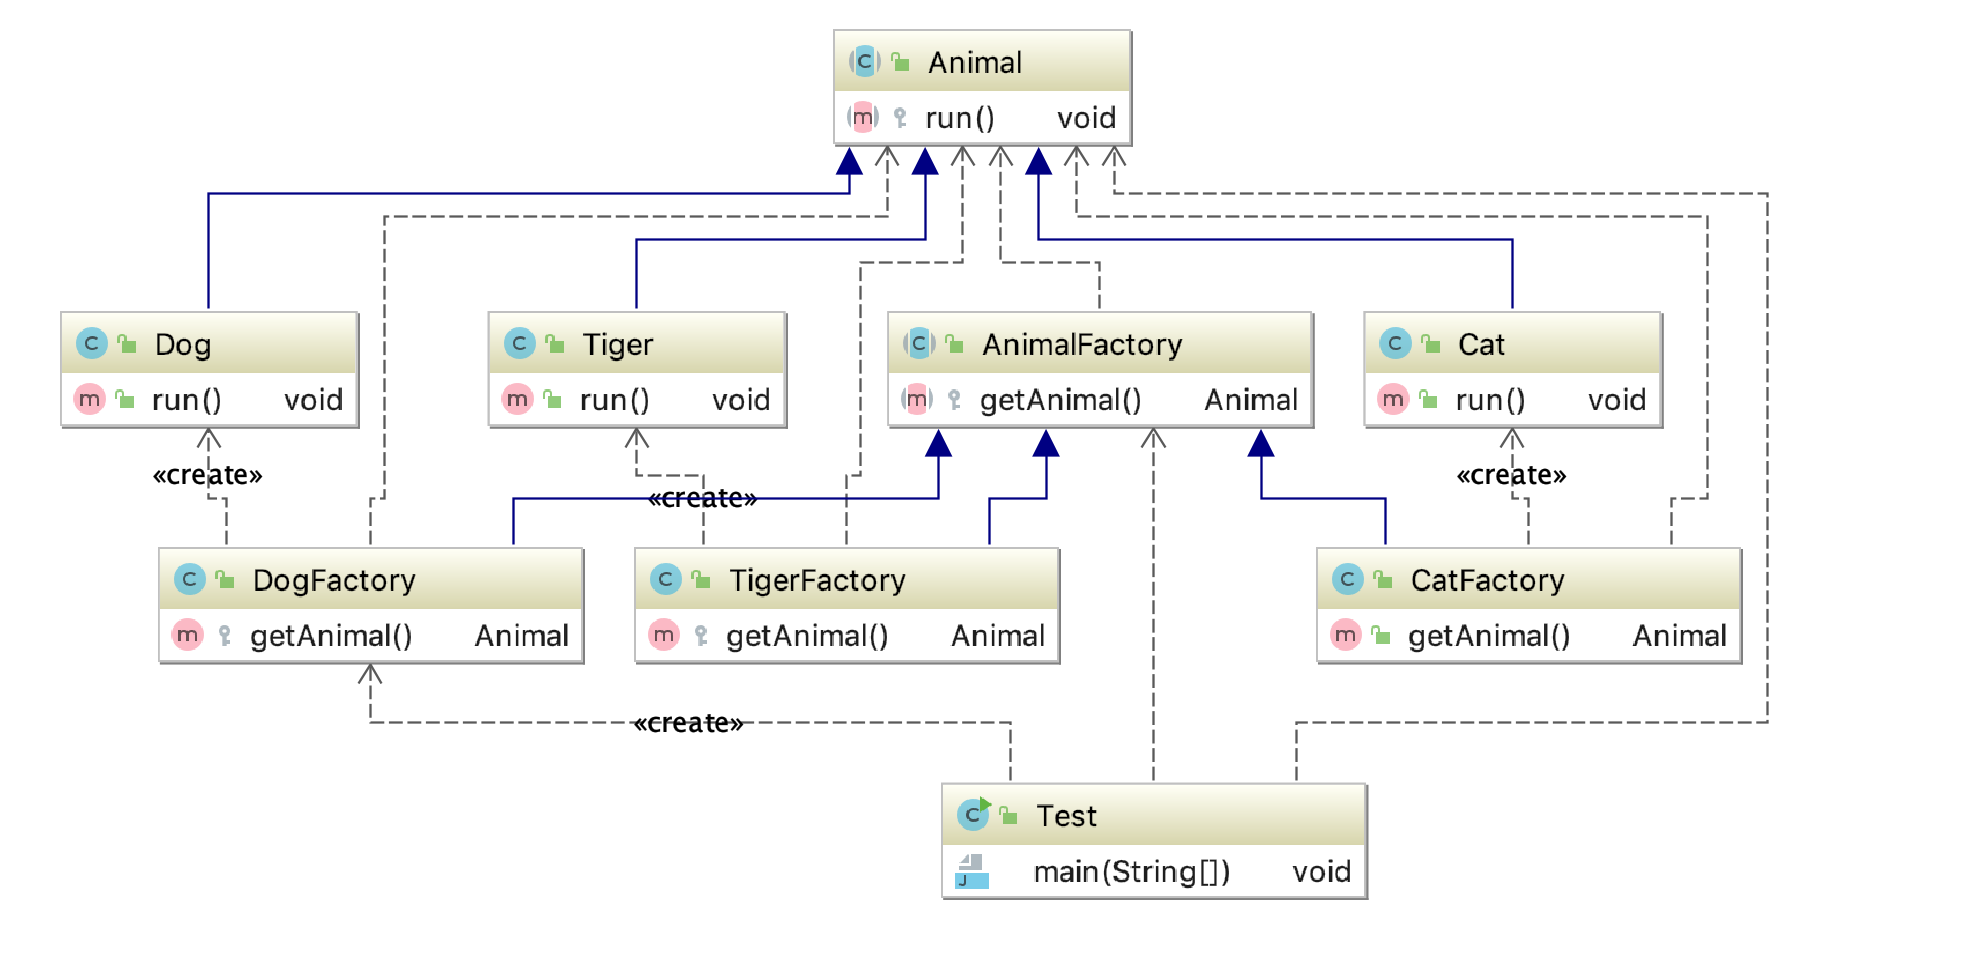 Animal
run() void
Dog
run() void
Tiger
run() void
AnimalFactory
getAnimal() Animal
Cat
run() void
«create»
«create»
«create»
DogFactory
getAnimal() Animal
TigerFactory
getAnimal() Animal
CatFactory
getAnimal() Animal
«create»
Test
main(String[]) void